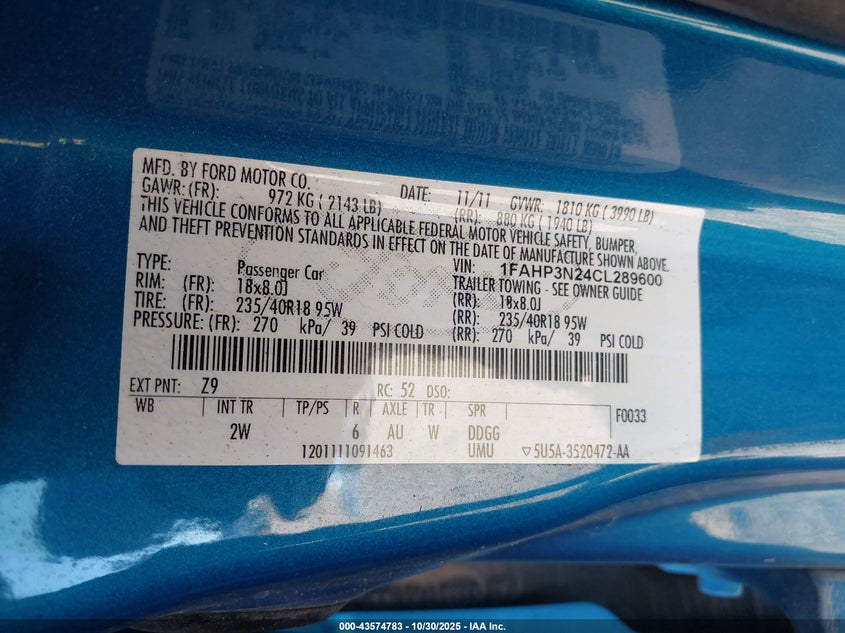 MFD. BY FORD MOTOR CO. DATE: 11/11 GVWR: 1810 KG ( 3990 LB)
GAWR: (FR): 972 KG ( 2143 LB) (RR): 880 KG ( 1940 LB)
THIS VEHICLE CONFORMS TO ALL APPLICABLE FEDERAL MOTOR VEHICLE SAFETY, BUMPER,
AND THEFT PREVENTION STANDARDS IN EFFECT ON THE DATE OF MANUFACTURE SHOWN ABOVE.
VIN: 1FAHP3N24CL289600
TYPE: Passenger Car TRAILER TOWING - SEE OWNER GUIDE
RIM: (FR): 18x8.0J (RR): 18x8.0J
TIRE: (FR): 235/40R18 95W (RR): 235/40R18 95W
PRESSURE: (FR): 270 kPa/ 39 PSI COLD (RR): 270 kPa/ 39 PSI COLD
EXT PNT: Z9 RC: 52 DSO:
WB INT TR TP/PS R AXLE TR SPR F0033
2W 6 AU W DDGG
1201111091463 UMU ▽5U5A-3520472-AA
000-43574783 - 10/30/2025 - IAA Inc.